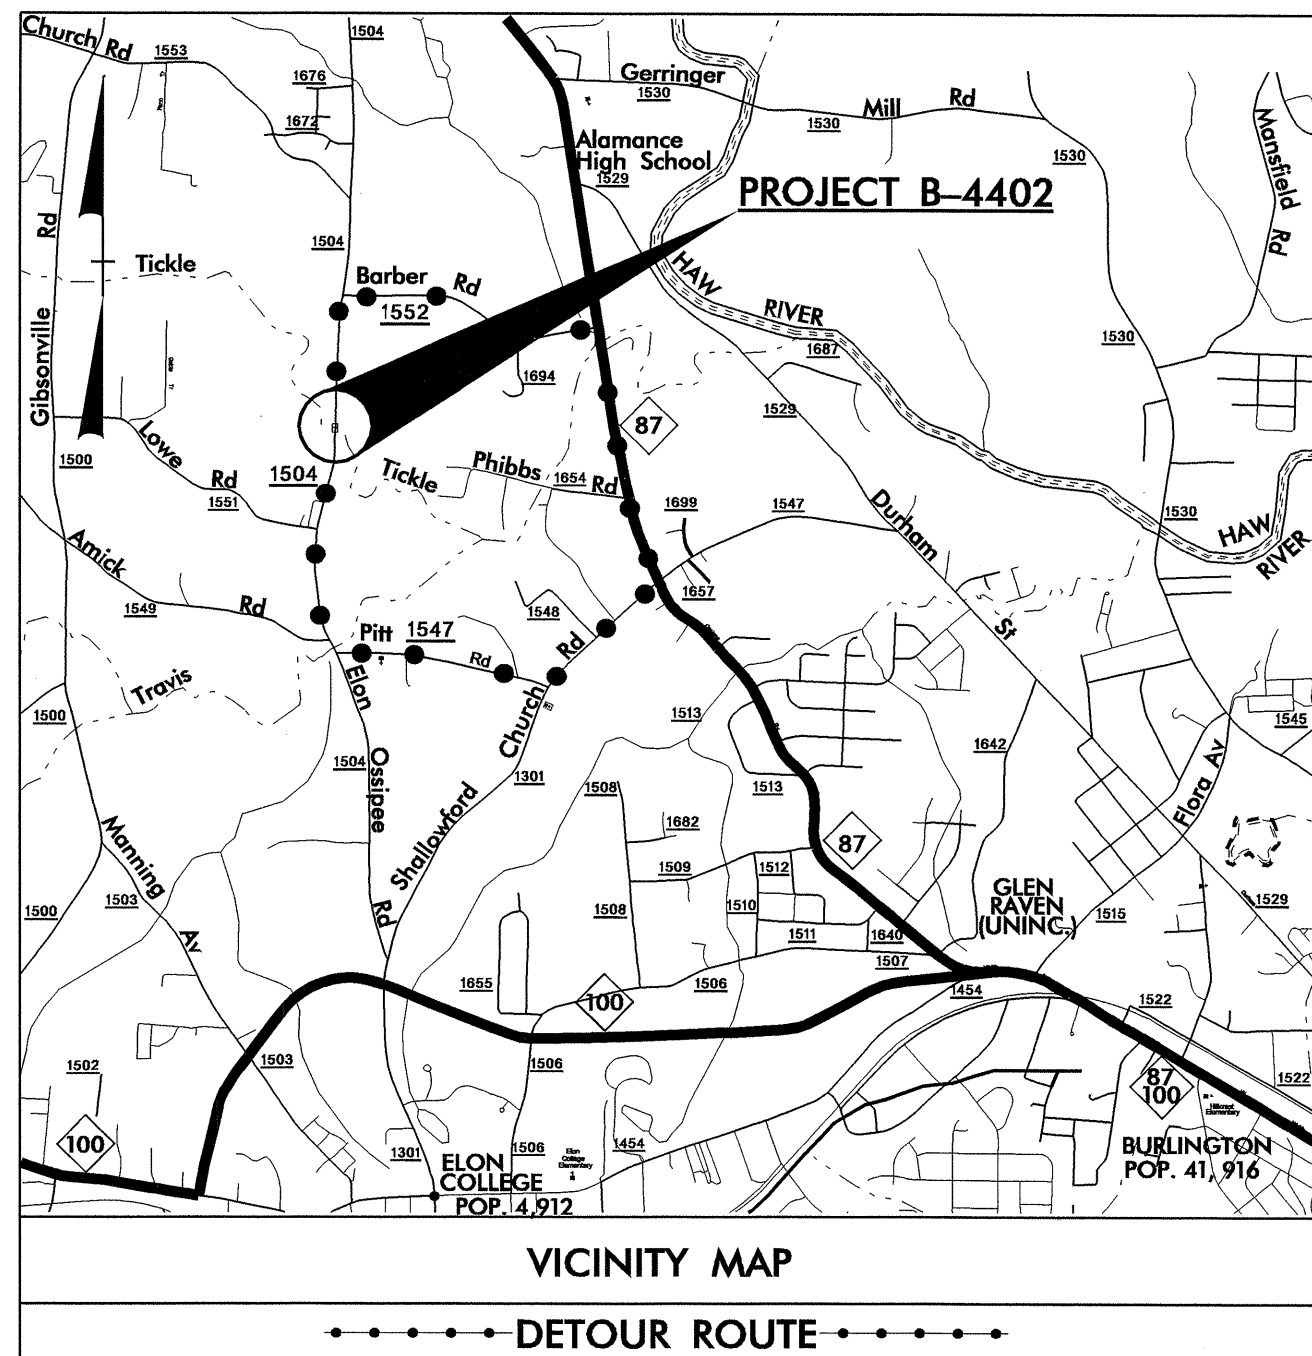 Church Rd
1553
1504
1676
1672
Gerringer
1530
Mill Rd
1530
1530
Alamance
High School
1529
PROJECT B-4402
Mansfield Rd
Gibsonville Rd
Tickle
1504
Barber Rd
1552
HAW RIVER
1687
1530
1694
1529
87
Lowe Rd
1500
1551
1504
Tickle
Phibbs Rd
1654
1699
1547
Durham St
1530
HAW RIVER
Amick Rd
1549
1548
1657
Pitt Rd
1547
Elon Ossipee Rd
Travis
1500
1504
Shallowford Church Rd
1301
1513
1642
1545
Flora Av
1508
1513
1682
87
Manning Av
1503
1509
1512
1500
1508
1510
1511
1640
GLEN
RAVEN
(UNINC.)
1515
1529
1507
1655
100
1506
1454
1522
1502
1503
1506
1522
87
100
Hillcrest
Elementary
100
1301
1506
Elon
College
Elementary
1454
BURLINGTON
POP. 41, 916
ELON
COLLEGE
POP. 4,912
VICINITY MAP
DETOUR ROUTE